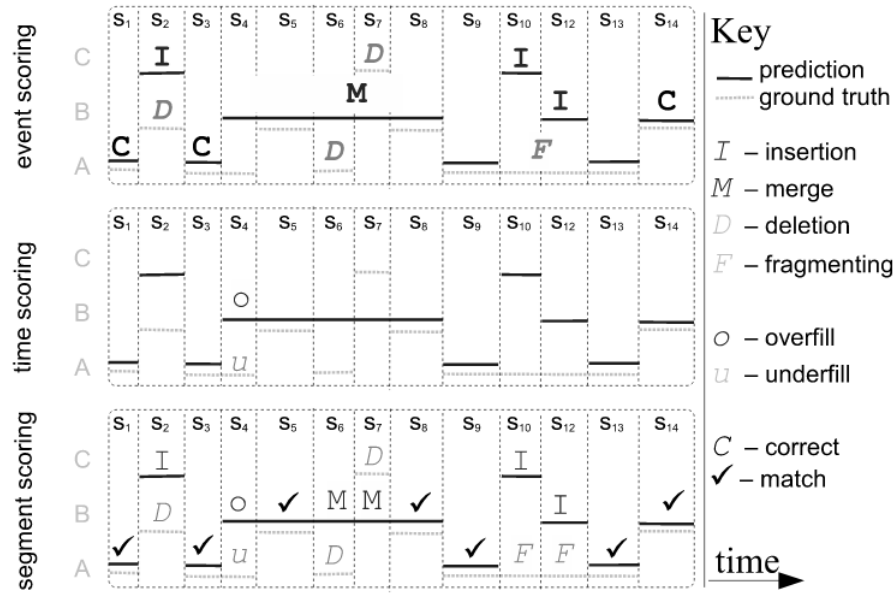 event scoring
S1 S2 S3 S4 S5 S6 S7 S8 S9 S10 S12 S13 S14
C I D I
B D M I C
A C C D F
time scoring
S1 S2 S3 S4 S5 S6 S7 S8 S9 S10 S12 S13 S14
C
B O
A u
segment scoring
S1 S2 S3 S4 S5 S6 S7 S8 S9 S10 S12 S13 S14
C I D I
B D O ✓ M M ✓ I ✓
A ✓ ✓ u D ✓ F F ✓
Key
prediction
ground truth
I – insertion
M – merge
D – deletion
F – fragmenting
O – overfill
u – underfill
C – correct
✓ – match
time